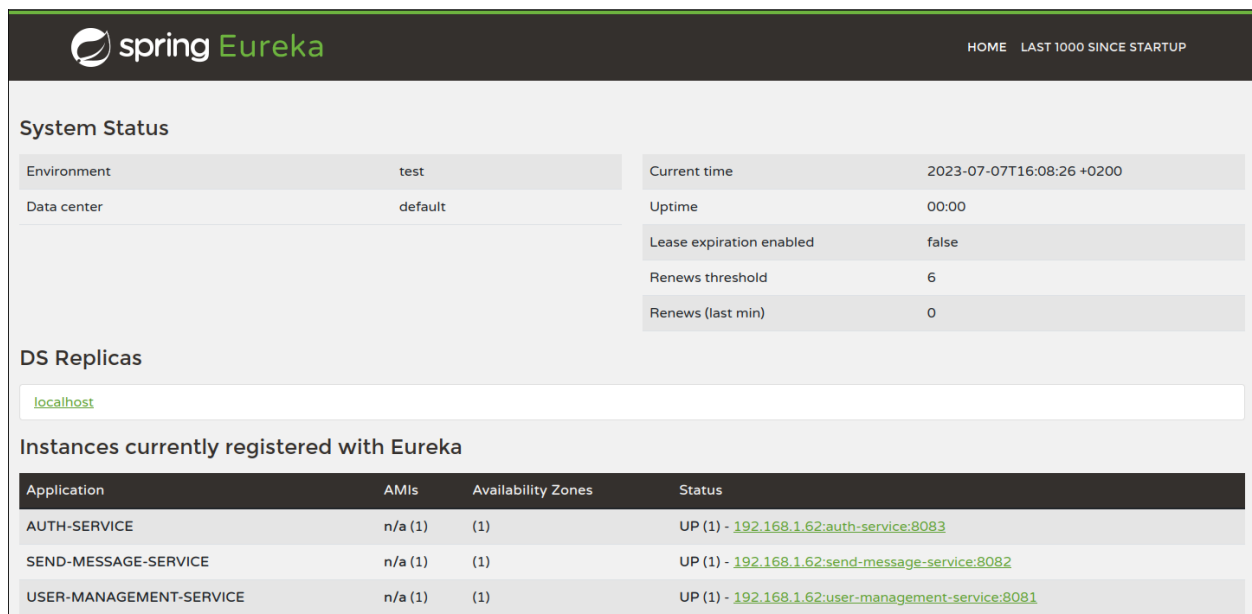 spring Eureka
HOME LAST 1000 SINCE STARTUP
System Status
Environment test
Data center default
Current time 2023-07-07T16:08:26 +0200
Uptime 00:00
Lease expiration enabled false
Renews threshold 6
Renews (last min) 0
DS Replicas
localhost
Instances currently registered with Eureka
Application AMIs Availability Zones Status
AUTH-SERVICE n/a (1) (1) UP (1) - 192.168.1.62:auth-service:8083
SEND-MESSAGE-SERVICE n/a (1) (1) UP (1) - 192.168.1.62:send-message-service:8082
USER-MANAGEMENT-SERVICE n/a (1) (1) UP (1) - 192.168.1.62:user-management-service:8081